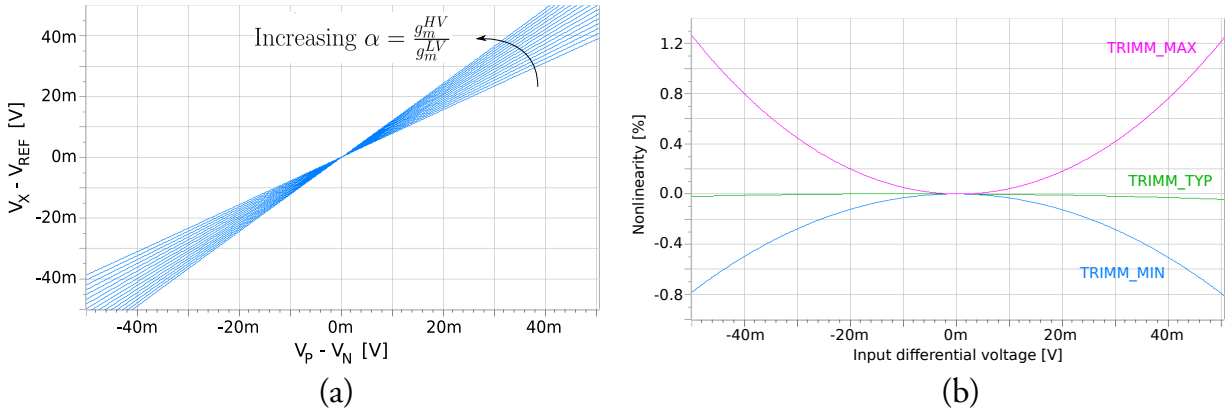 Increasing α = g_m^{HV} / g_m^{LV}
40m
20m
0m
-20m
-40m
V_X - V_REF [V]
-40m -20m 0m 20m 40m
V_P - V_N [V]
(a)
1.2
0.8
0.4
0.0
-0.4
-0.8
Nonlinearity [%]
TRIMM_MAX
TRIMM_TYP
TRIMM_MIN
-40m -20m 0m 20m 40m
Input differential voltage [V]
(b)